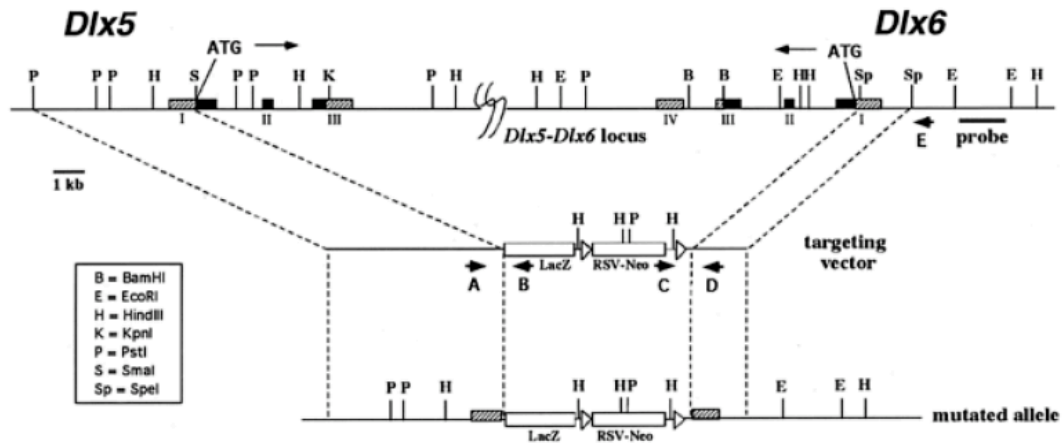 Dlx5 Dlx6
ATG ATG
P P P H S P P H K P H H E P B B E H H Sp Sp E E H
I II III IV III II I
Dlx5-Dlx6 locus E probe
1 kb
H H P H
targeting
vector
LacZ RSV-Neo
A B C D
B = BamHI
E = EcoRI
H = HindIII
K = KpnI
P = PstI
S = SmaI
Sp = SpeI
P P H H H P H E E H
mutated allele
LacZ RSV-Neo